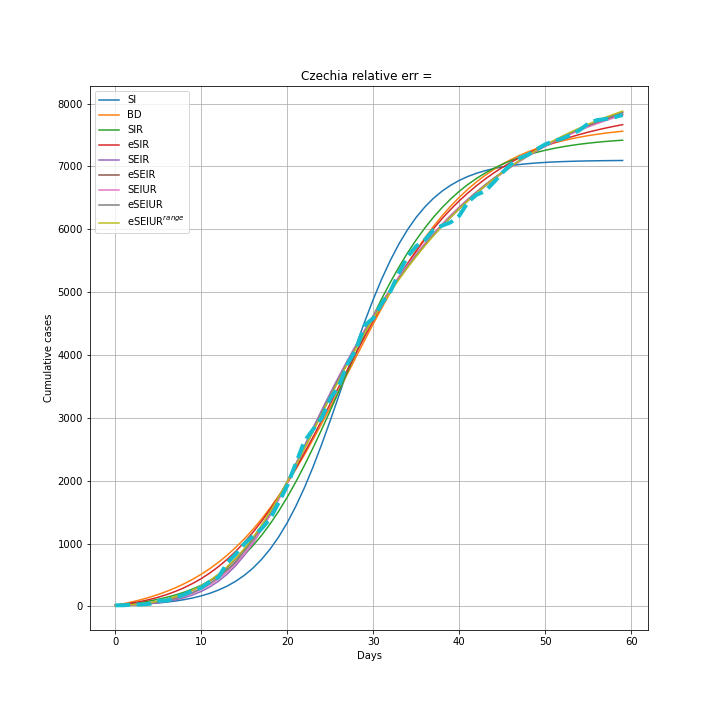 Czechia relative err =
SI
BD
SIR
eSIR
SEIR
eSEIR
SEIUR
eSEIUR
eSEIUR^range
Cumulative cases
8000
7000
6000
5000
4000
3000
2000
1000
0
0 10 20 30 40 50 60
Days